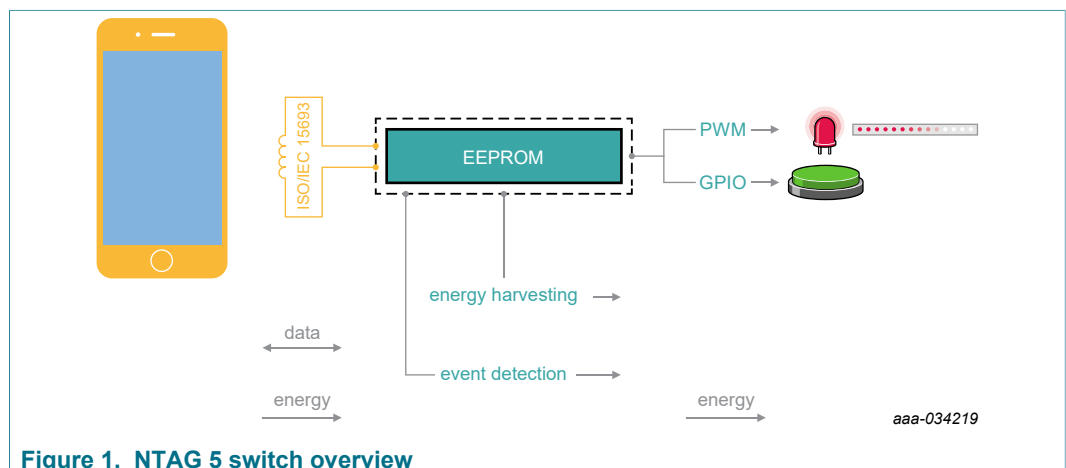 ISO/IEC 15693
EEPROM
PWM
GPIO
energy harvesting
data
event detection
energy
energy
aaa-034219
Figure 1. NTAG 5 switch overview